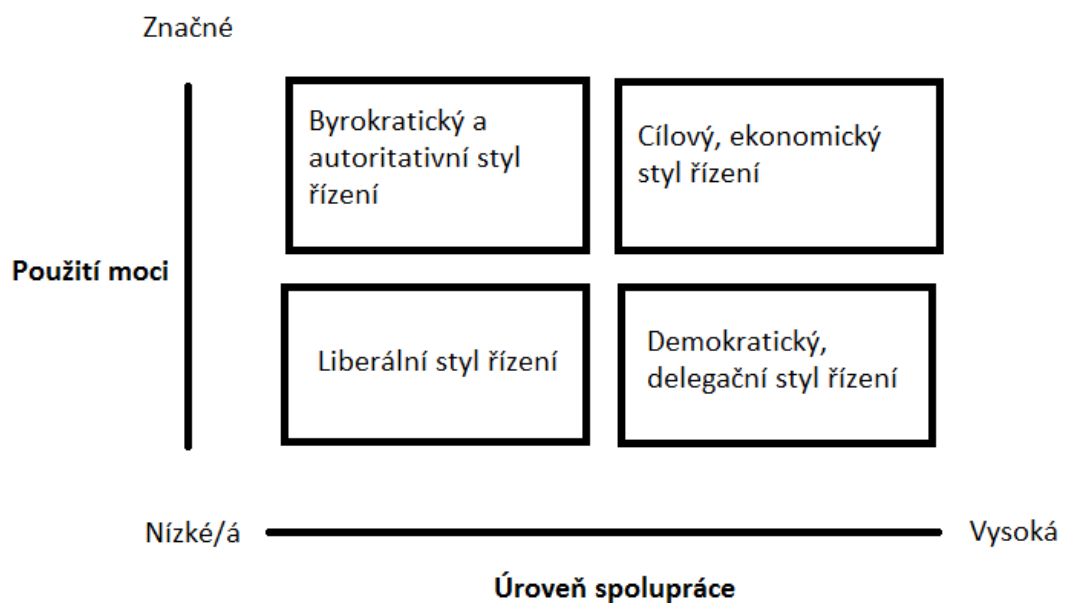 Značné
Byrokratický a
autoritativní styl
řízení
Cílový, ekonomický
styl řízení
Použití moci
Liberální styl řízení
Demokratický,
delegační styl řízení
Nízké/á
Vysoká
Úroveň spolupráce